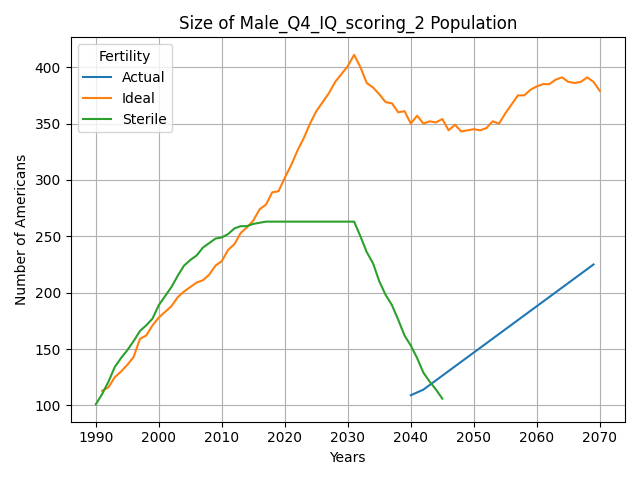 Size of Male_Q4_IQ_scoring_2 Population
Fertility
Actual
Ideal
Sterile
Number of Americans
400
350
300
250
200
150
100
1990 2000 2010 2020 2030 2040 2050 2060 2070
Years